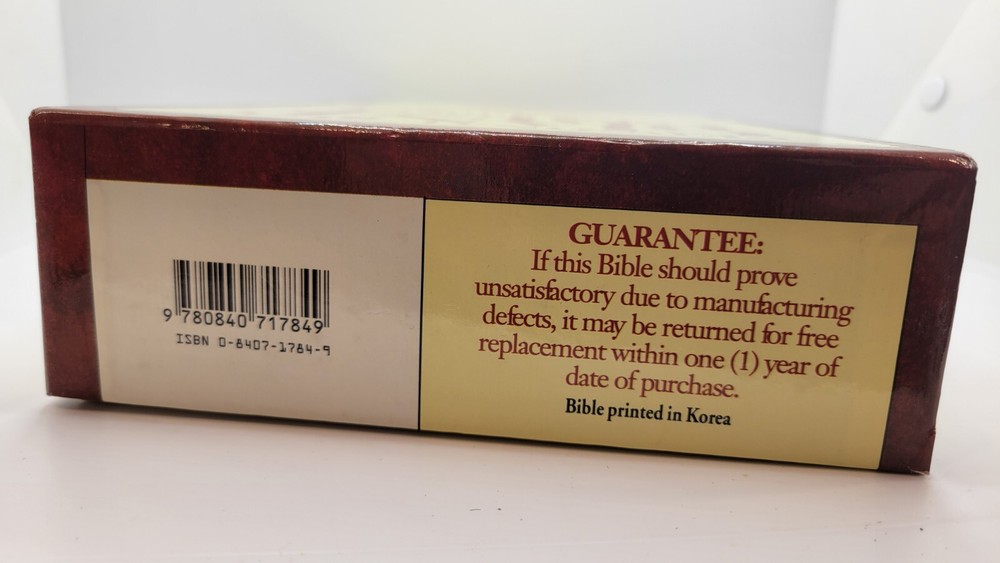 9 780840 717849
ISBN 0-8407-1784-9
GUARANTEE:
If this Bible should prove
unsatisfactory due to manufacturing
defects, it may be returned for free
replacement within one (1) year of
date of purchase.
Bible printed in Korea